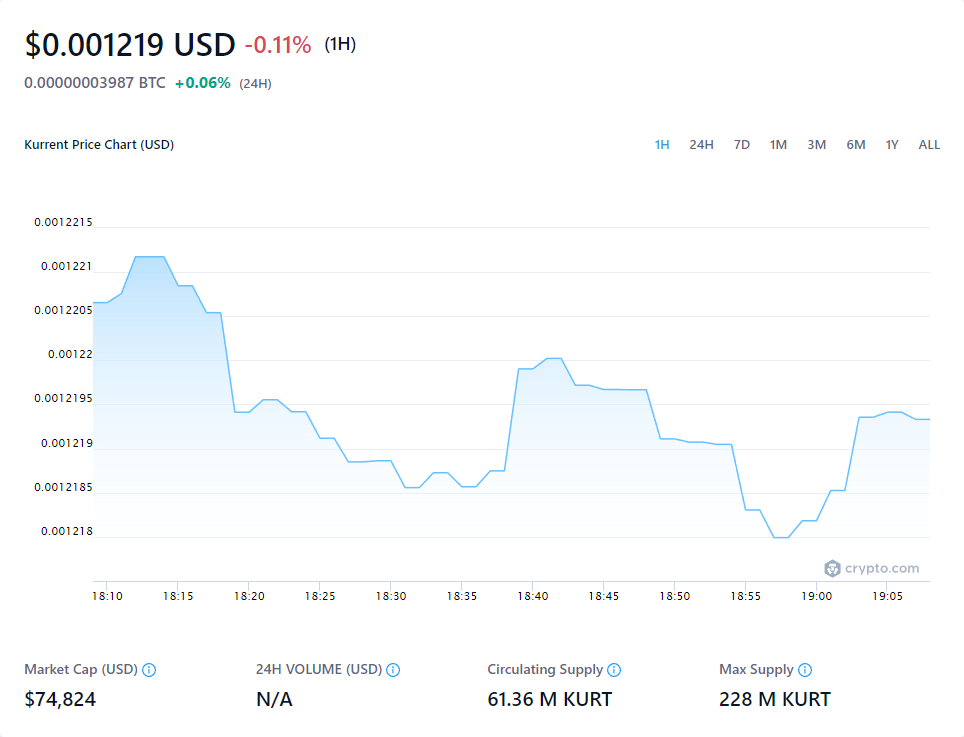 $0.001219 USD -0.11% (1H)
0.00000003987 BTC +0.06% (24H)
Kurrent Price Chart (USD) 1H 24H 7D 1M 3M 6M 1Y ALL
0.0012215
0.001221
0.0012205
0.00122
0.0012195
0.001219
0.0012185
0.001218
crypto.com
18:10 18:15 18:20 18:25 18:30 18:35 18:40 18:45 18:50 18:55 19:00 19:05
Market Cap (USD) 24H VOLUME (USD) Circulating Supply Max Supply
$74,824 N/A 61.36 M KURT 228 M KURT